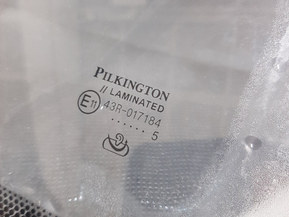 PILKINGTON
// LAMINATED
E11 43R-017184
...... 5